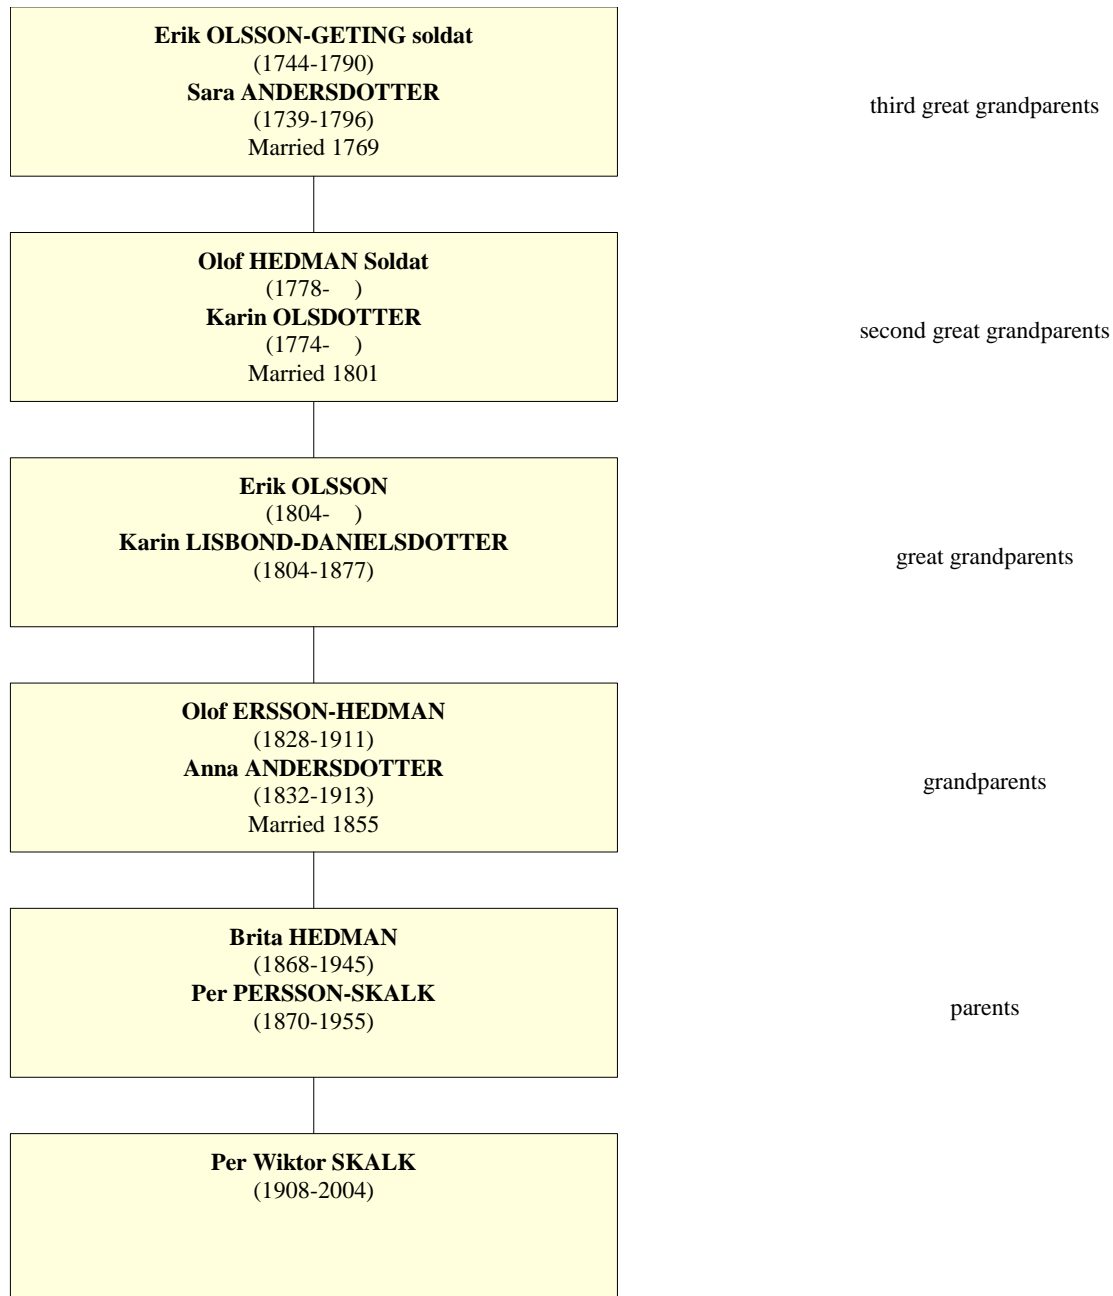 Erik OLSSON-GETING soldat
(1744-1790)
Sara ANDERSDOTTER
(1739-1796)
Married 1769
third great grandparents
Olof HEDMAN Soldat
(1778-    )
Karin OLSDOTTER
(1774-    )
Married 1801
second great grandparents
Erik OLSSON
(1804-    )
Karin LISBOND-DANIELSDOTTER
(1804-1877)
great grandparents
Olof ERSSON-HEDMAN
(1828-1911)
Anna ANDERSDOTTER
(1832-1913)
Married 1855
grandparents
Brita HEDMAN
(1868-1945)
Per PERSSON-SKALK
(1870-1955)
parents
Per Wiktor SKALK
(1908-2004)